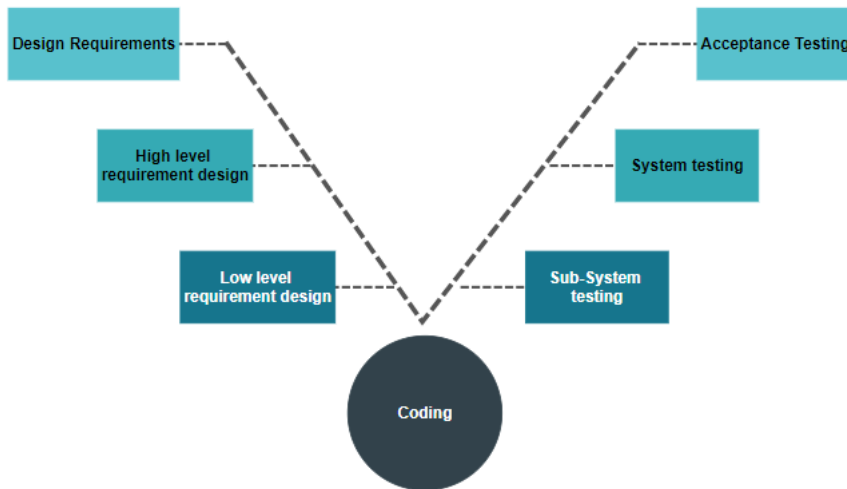 Design Requirements
Acceptance Testing
High level
requirement design
System testing
Low level
requirement design
Sub-System
testing
Coding